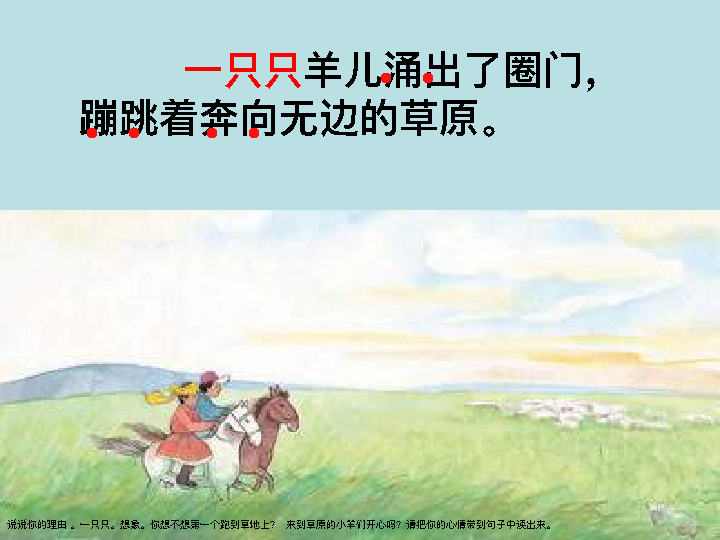 一只只羊儿涌出了圈门，
蹦跳着奔向无边的草原。
说说你的理由 。一只只。想象。你想不想第一个跑到草地上？ 来到草原的小羊们开心吗？请把你的心情带到句子中读出来。